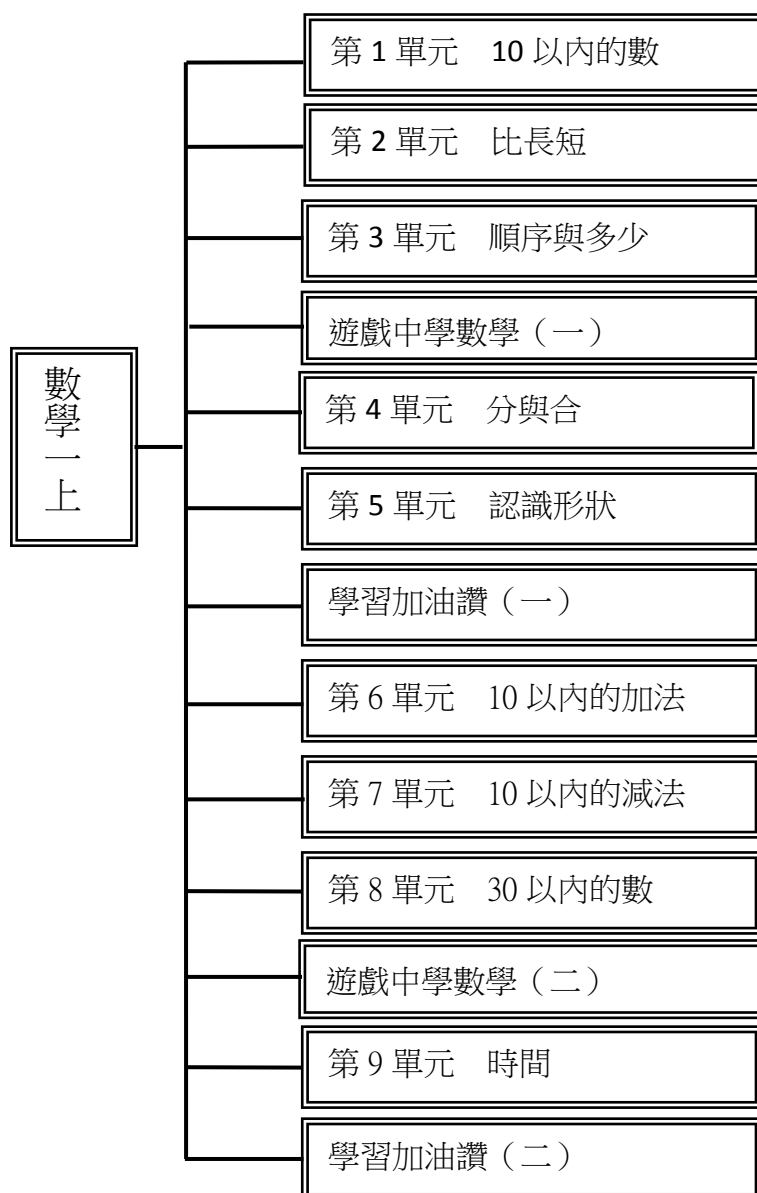 數學一上
第 1 單元　10 以內的數
第 2 單元　比長短
第 3 單元　順序與多少
遊戲中學數學（一）
第 4 單元　分與合
第 5 單元　認識形狀
學習加油讚（一）
第 6 單元　10 以內的加法
第 7 單元　10 以內的減法
第 8 單元　30 以內的數
遊戲中學數學（二）
第 9 單元　時間
學習加油讚（二）